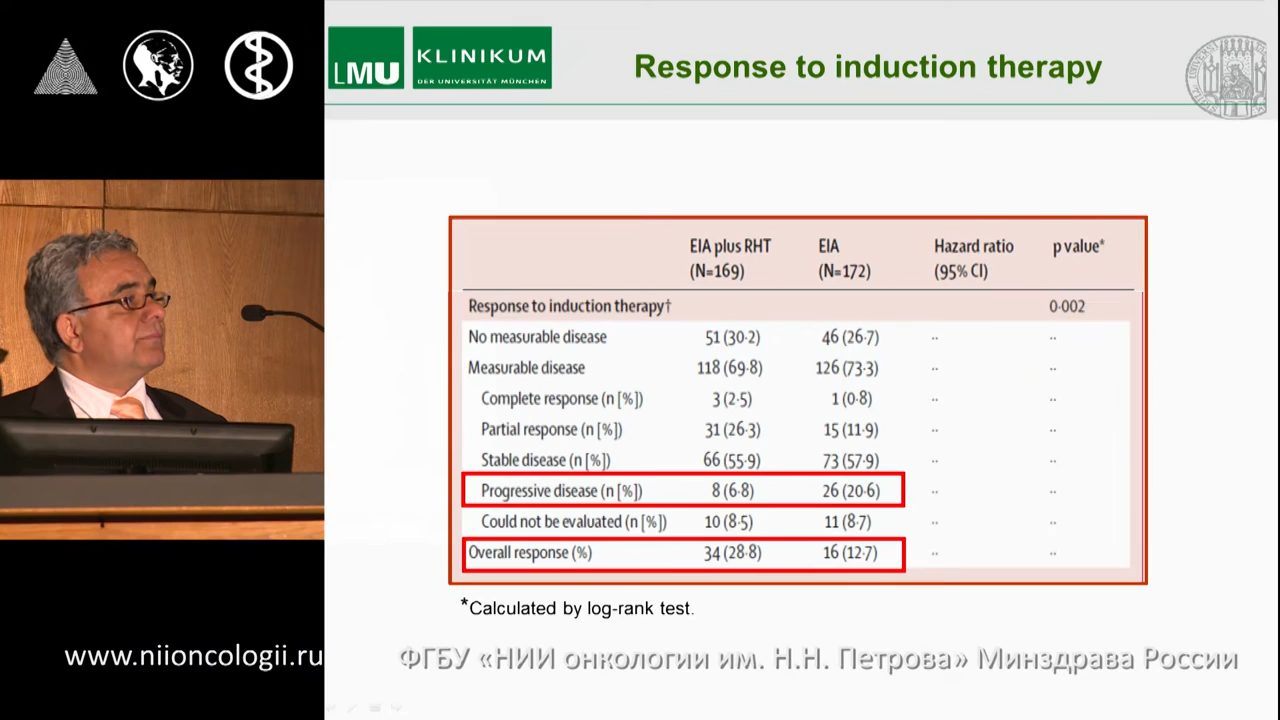 LMU KLINIKUM
DER UNIVERSITÄT MÜNCHEN
Response to induction therapy
EIA plus RHT (N=169) EIA (N=172) Hazard ratio (95% CI) p value*
Response to induction therapy† 0·002
No measurable disease 51 (30·2) 46 (26·7) ·· ··
Measurable disease 118 (69·8) 126 (73·3) ·· ··
Complete response (n [%]) 3 (2·5) 1 (0·8) ·· ··
Partial response (n [%]) 31 (26·3) 15 (11·9) ·· ··
Stable disease (n [%]) 66 (55·9) 73 (57·9) ·· ··
Progressive disease (n [%]) 8 (6·8) 26 (20·6) ·· ··
Could not be evaluated (n [%]) 10 (8·5) 11 (8·7) ·· ··
Overall response (%) 34 (28·8) 16 (12·7) ·· ··
*Calculated by log-rank test.
www.niioncologii.ru
ФГБУ «НИИ онкологии им. Н.Н. Петрова» Минздрава России